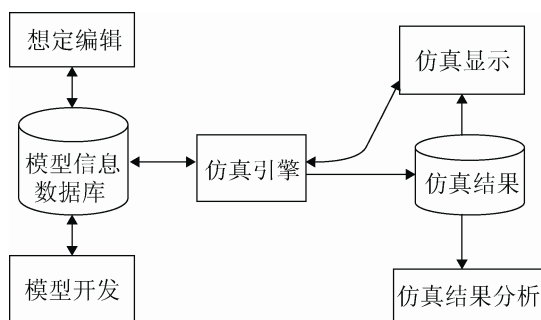 想定编辑
模型信息
数据库
模型开发
仿真引擎
仿真显示
仿真结果
仿真结果分析